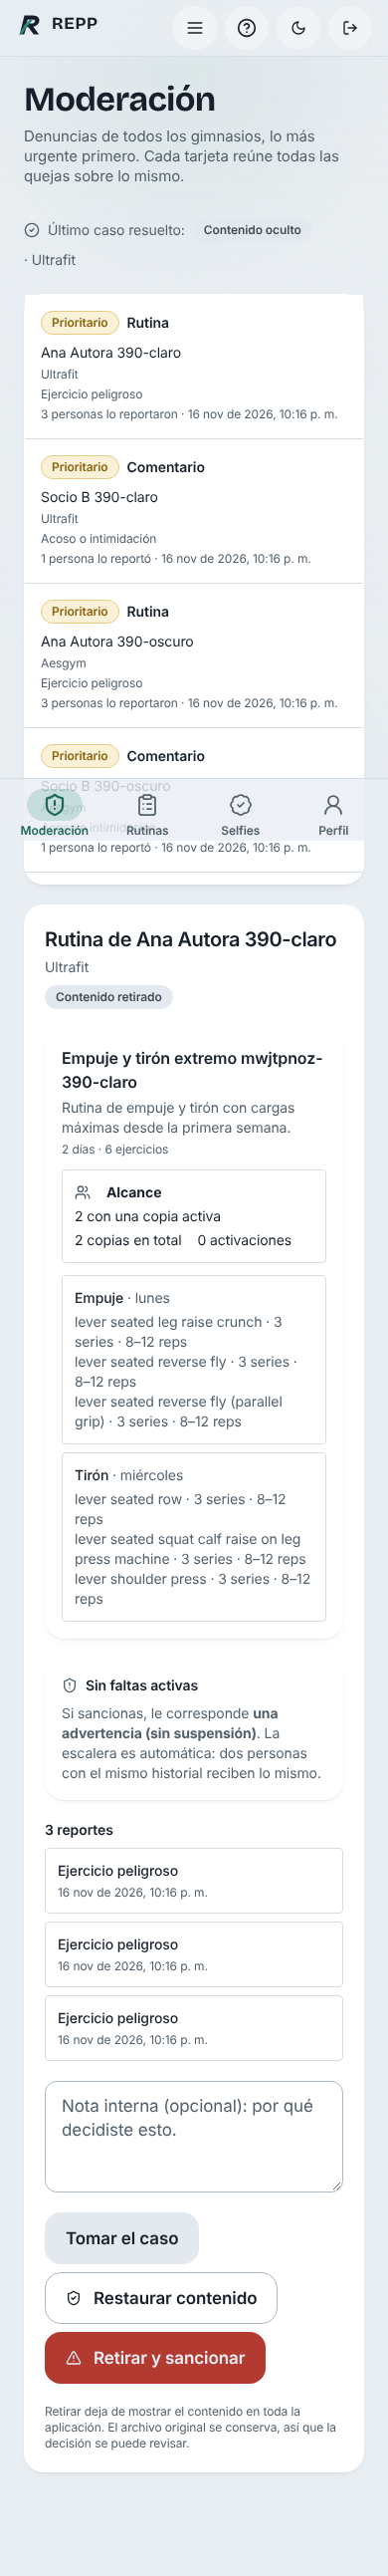 REPP
Moderación
Denuncias de todos los gimnasios, lo más
urgente primero. Cada tarjeta reúne todas las
quejas sobre lo mismo.
Último caso resuelto: Contenido oculto
· Ultrafit
Prioritario Rutina
Ana Autora 390-claro
Ultrafit
Ejercicio peligroso
3 personas lo reportaron · 16 nov de 2026, 10:16 p. m.
Prioritario Comentario
Socio B 390-claro
Ultrafit
Acoso o intimidación
1 persona lo reportó · 16 nov de 2026, 10:16 p. m.
Prioritario Rutina
Ana Autora 390-oscuro
Aesgym
Ejercicio peligroso
3 personas lo reportaron · 16 nov de 2026, 10:16 p. m.
Prioritario Comentario
Socio B 390-oscuro
Moderación Rutinas Selfies Perfil
1 persona lo reportó · 16 nov de 2026, 10:16 p. m.
Rutina de Ana Autora 390-claro
Ultrafit
Contenido retirado
Empuje y tirón extremo mwjtpnoz-
390-claro
Rutina de empuje y tirón con cargas
máximas desde la primera semana.
2 días · 6 ejercicios
Alcance
2 con una copia activa
2 copias en total 0 activaciones
Empuje · lunes
lever seated leg raise crunch · 3
series · 8–12 reps
lever seated reverse fly · 3 series ·
8–12 reps
lever seated reverse fly (parallel
grip) · 3 series · 8–12 reps
Tirón · miércoles
lever seated row · 3 series · 8–12
reps
lever seated squat calf raise on leg
press machine · 3 series · 8–12 reps
lever shoulder press · 3 series · 8–12
reps
Sin faltas activas
Si sancionas, le corresponde una
advertencia (sin suspensión). La
escalera es automática: dos personas
con el mismo historial reciben lo mismo.
3 reportes
Ejercicio peligroso
16 nov de 2026, 10:16 p. m.
Ejercicio peligroso
16 nov de 2026, 10:16 p. m.
Ejercicio peligroso
16 nov de 2026, 10:16 p. m.
Nota interna (opcional): por qué
decidiste esto.
Tomar el caso
Restaurar contenido
Retirar y sancionar
Retirar deja de mostrar el contenido en toda la
aplicación. El archivo original se conserva, así que la
decisión se puede revisar.